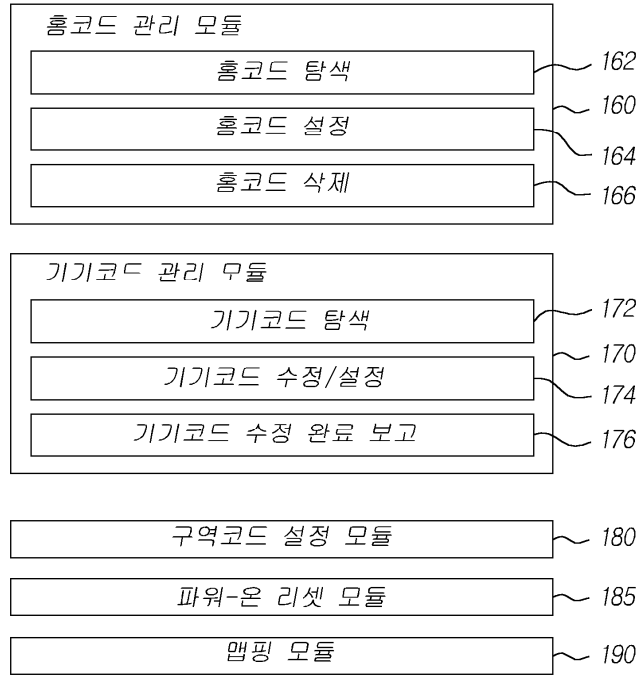 홈코드 관리 모듈
홈코드 탐색
162
160
홈코드 설정
164
홈코드 삭제
166
기기코드 관리 모듈
기기코드 탐색
172
170
기기코드 수정/설정
174
기기코드 수정 완료 보고
176
구역코드 설정 모듈
180
파워-온 리셋 모듈
185
맵핑 모듈
190